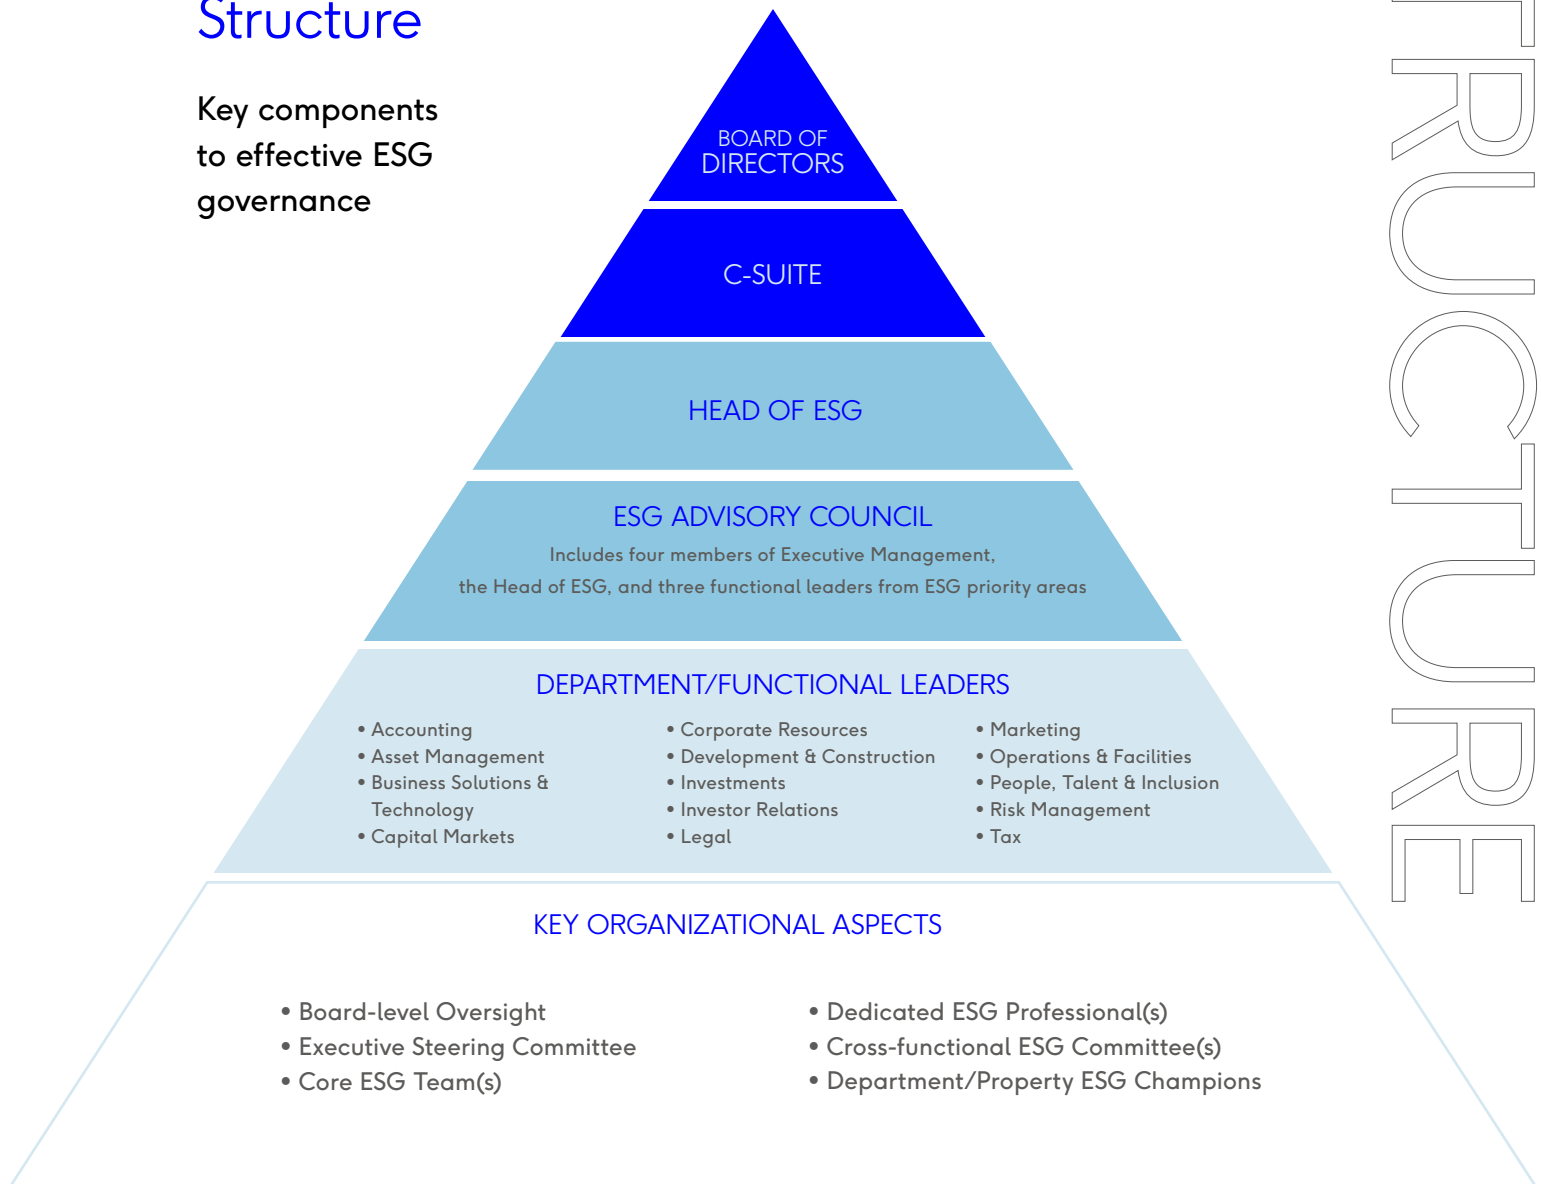 Structure
Key components
to effective ESG
governance
BOARD OF
DIRECTORS
C-SUITE
HEAD OF ESG
ESG ADVISORY COUNCIL
Includes four members of Executive Management,
the Head of ESG, and three functional leaders from ESG priority areas
DEPARTMENT/FUNCTIONAL LEADERS
• Accounting
• Asset Management
• Business Solutions &
Technology
• Capital Markets
• Corporate Resources
• Development & Construction
• Investments
• Investor Relations
• Legal
• Marketing
• Operations & Facilities
• People, Talent & Inclusion
• Risk Management
• Tax
KEY ORGANIZATIONAL ASPECTS
• Board-level Oversight
• Executive Steering Committee
• Core ESG Team(s)
• Dedicated ESG Professional(s)
• Cross-functional ESG Committee(s)
• Department/Property ESG Champions
TRUCTURE